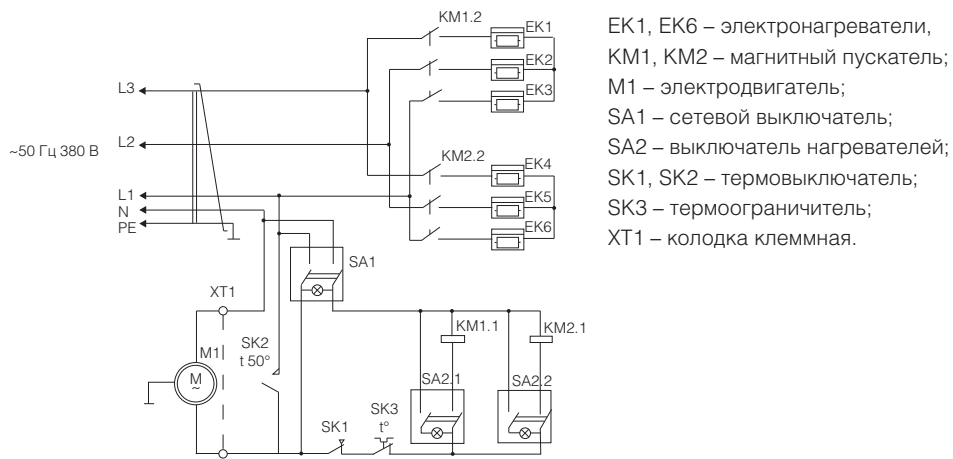 KM1.2
EK1
EK2
EK3
L3
~50 Гц 380 В
L2
KM2.2
EK4
L1
EK5
N
PE
EK6
SA1
XT1
KM1.1
KM2.1
SK2
t 50°
M1
M
~
SA2.1
SA2.2
SK3
t°
SK1
EK1, EK6 – электронагреватели,
KM1, KM2 – магнитный пускатель;
M1 – электродвигатель;
SA1 – сетевой выключатель;
SA2 – выключатель нагревателей;
SK1, SK2 – термовыключатель;
SK3 – термоограничитель;
XT1 – колодка клеммная.